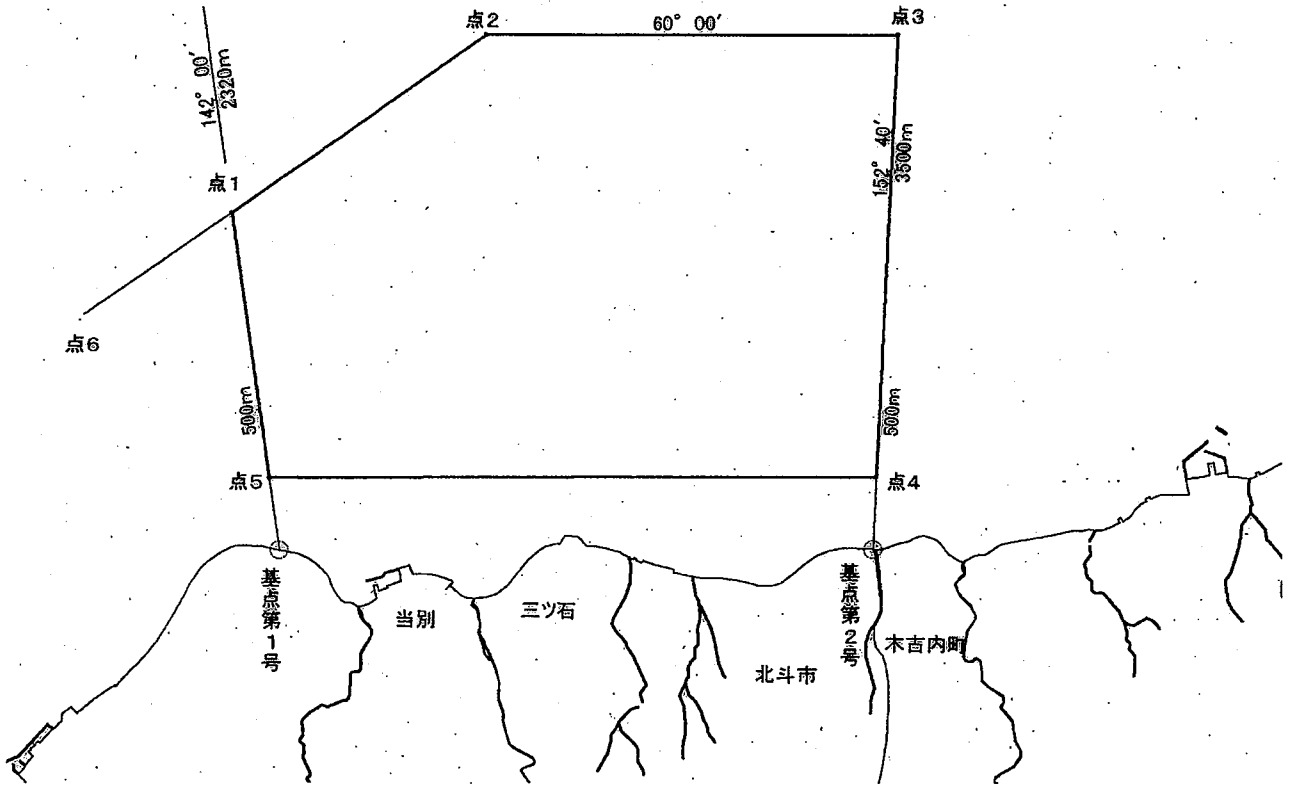 点2
60° 00′
点3
142° 00′
2320m
点1
152° 40′
3500m
点6
500m
500m
点5
点4
基点第1号
当別
三ツ石
基点第2号
木古内町
北斗市